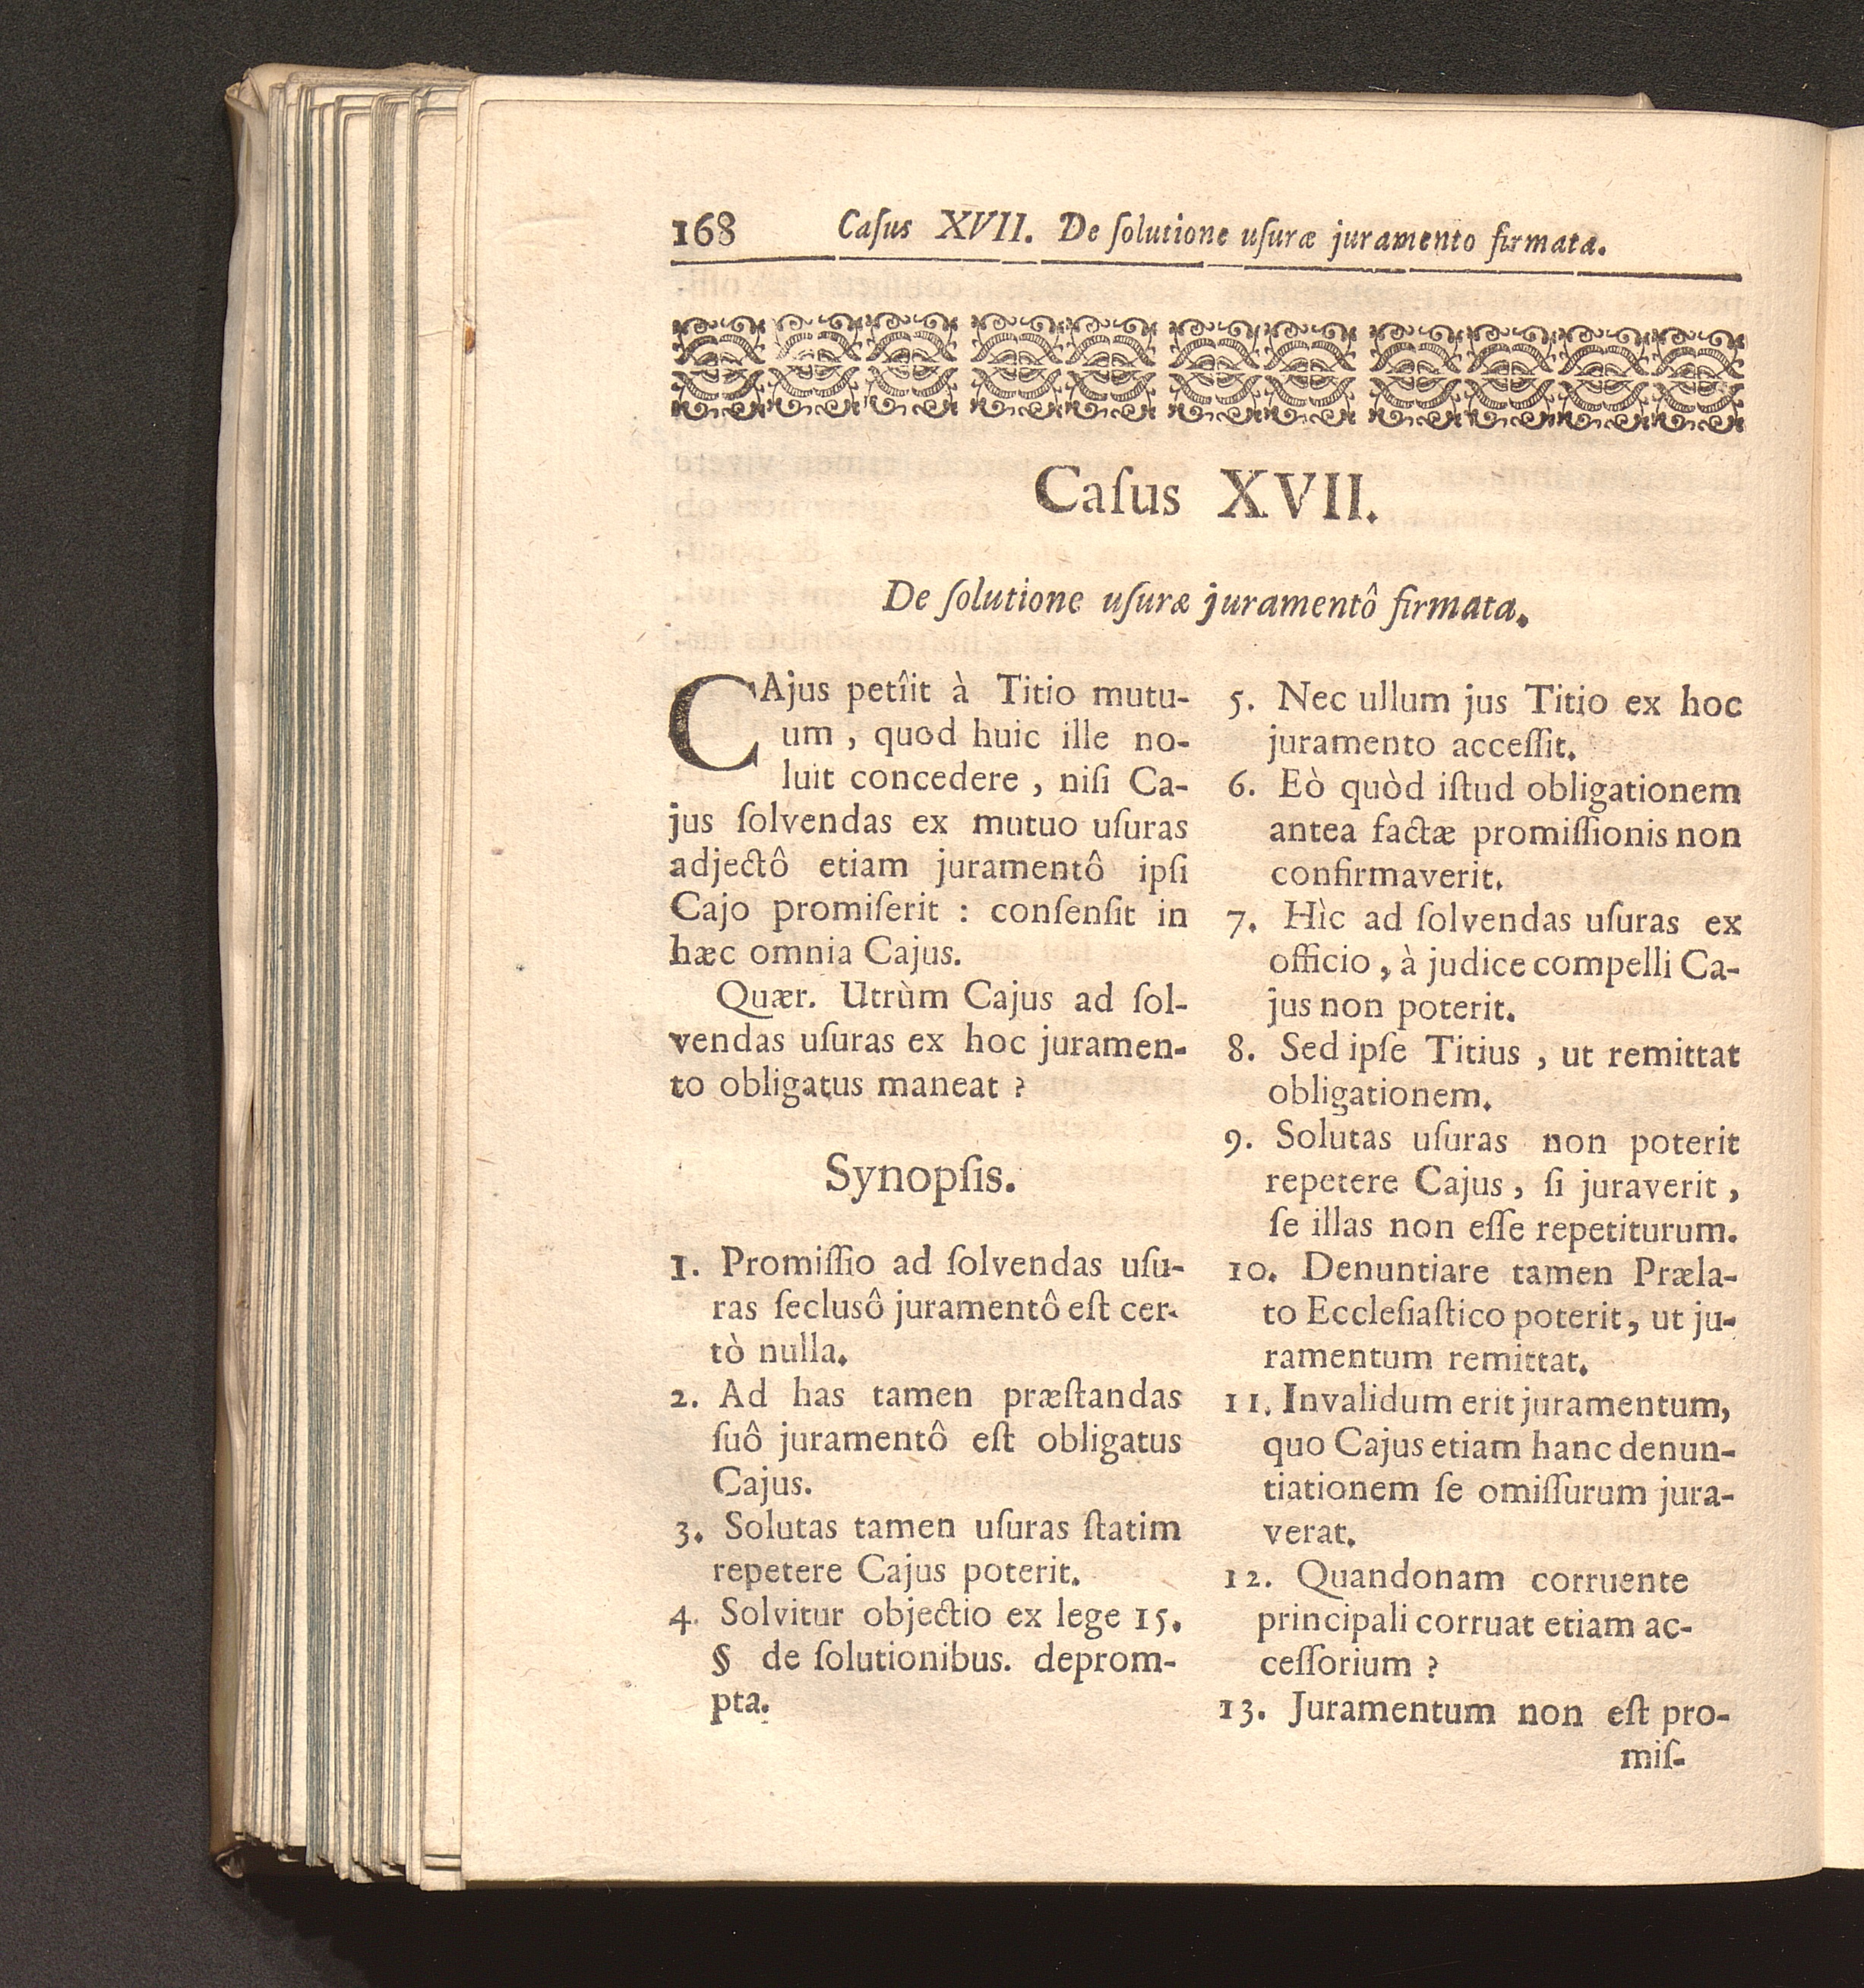 168 Caſus XVII. De ſolutione uſuræ juramento firmata.
Caſus XVII.
De ſolutione uſuræ juramentô firmata.
CAjus petîit à Titio mutu-
um, quod huic ille no-
luit concedere, niſi Ca-
jus ſolvendas ex mutuo uſuras
adjectô etiam juramentô ipſi
Cajo promiſerit : conſenſit in
hæc omnia Cajus.
Quær. Utrùm Cajus ad ſol-
vendas uſuras ex hoc juramen-
to obligatus maneat ?
Synopſis.
1. Promiſſio ad ſolvendas uſu-
ras ſecluſô juramentô eſt cer-
tò nulla.
2. Ad has tamen præſtandas
ſuô juramentô eſt obligatus
Cajus.
3. Solutas tamen uſuras ſtatim
repetere Cajus poterit.
4. Solvitur objectio ex lege 15.
§ de ſolutionibus. deprom-
pta.
5. Nec ullum jus Titio ex hoc
juramento acceſſit.
6. Eò quòd iſtud obligationem
antea factæ promiſſionis non
confirmaverit.
7. Hìc ad ſolvendas uſuras ex
officio, à judice compelli Ca-
jus non poterit.
8. Sed ipſe Titius, ut remittat
obligationem.
9. Solutas uſuras non poterit
repetere Cajus, ſi juraverit,
ſe illas non eſſe repetiturum.
10. Denuntiare tamen Præla-
to Eccleſiaſtico poterit, ut ju-
ramentum remittat.
11. Invalidum erit juramentum,
quo Cajus etiam hanc denun-
tiationem ſe omiſſurum jura-
verat.
12. Quandonam corruente
principali corruat etiam ac-
ceſſorium ?
13. Juramentum non eſt pro-
miſ-